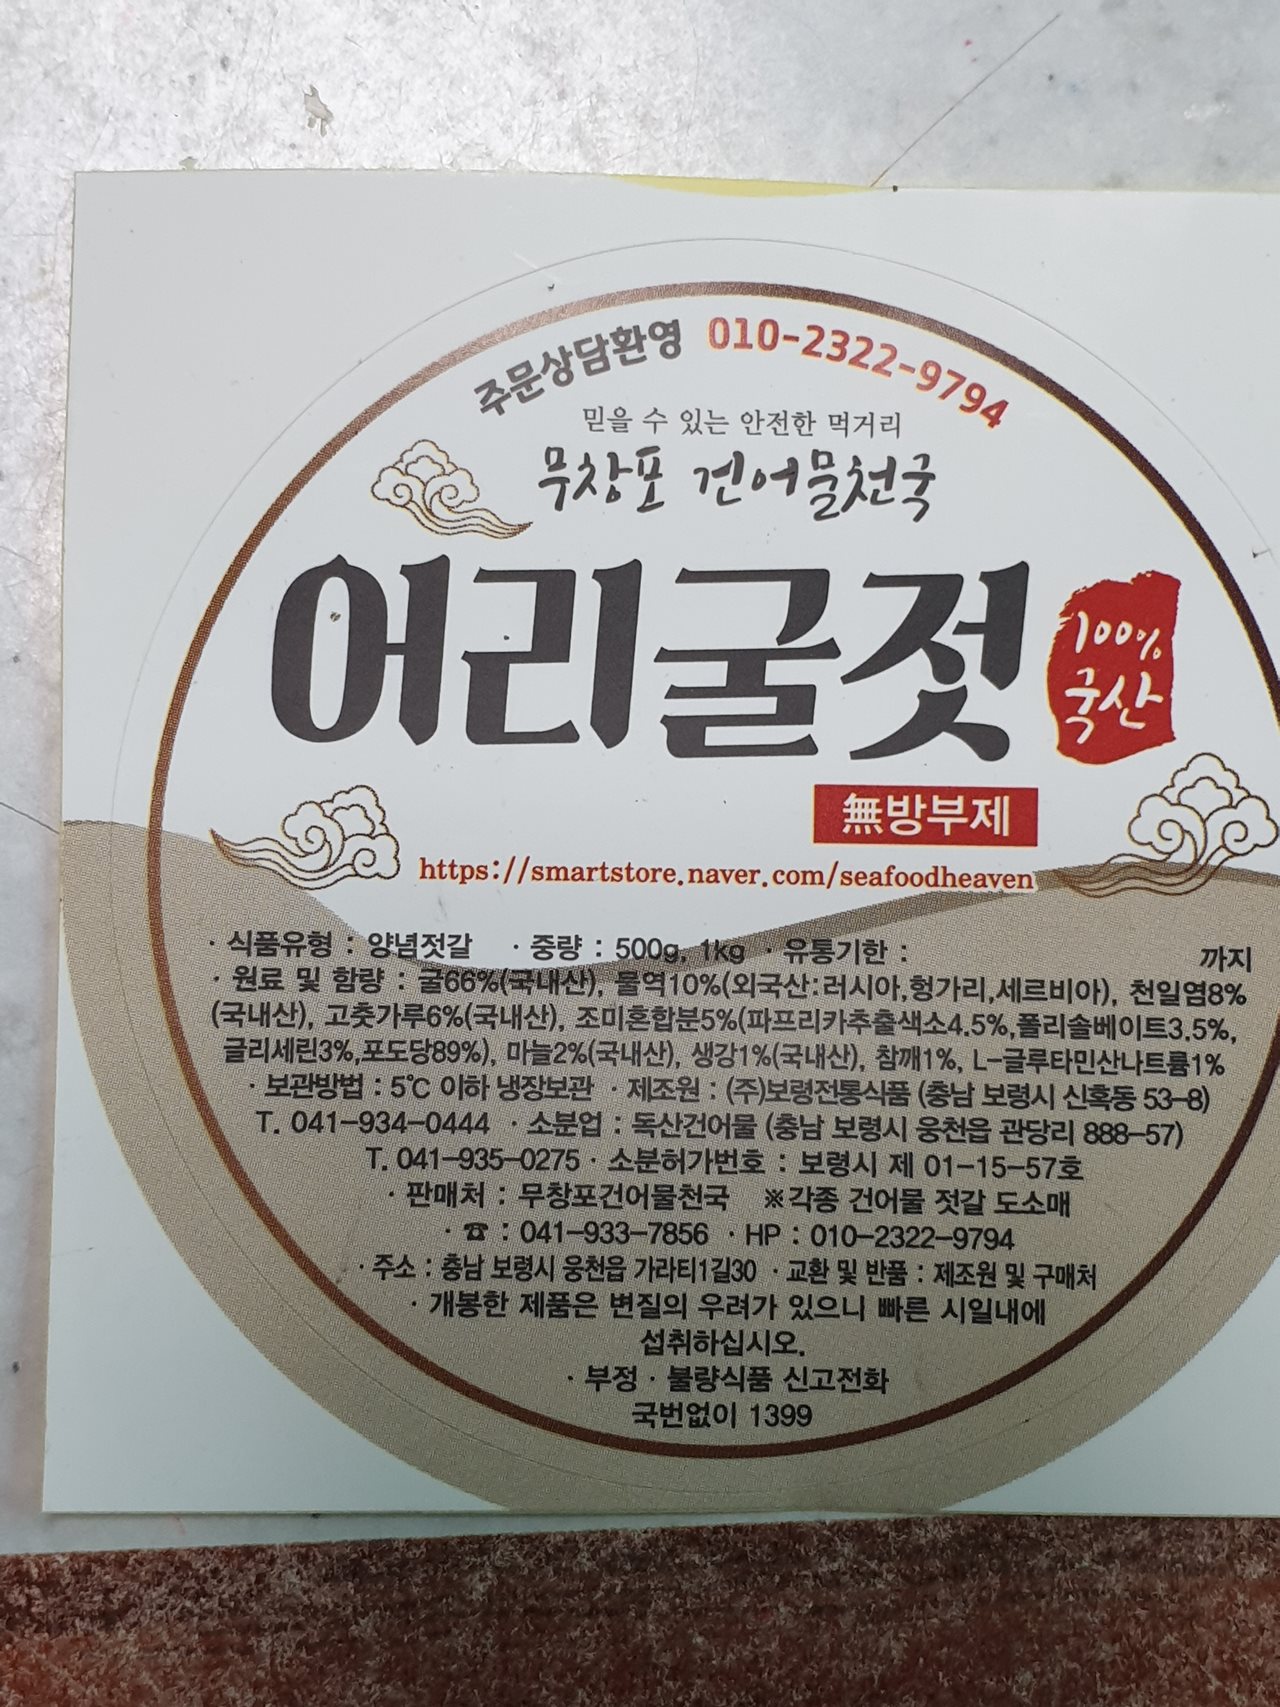 주문상담환영 010-2322-9794
믿을 수 있는 안전한 먹거리
무창포 건어물천국
어리굴젓
100%
국산
無방부제
https://smartstore.naver.com/seafoodheaven
· 식품유형 : 양념젓갈 · 중량 : 500g, 1kg · 유통기한 : 까지
· 원료 및 함량 : 굴66%(국내산), 물역10%(외국산:러시아,헝가리,세르비아), 천일염8%
(국내산), 고춧가루6%(국내산), 조미혼합분5%(파프리카추출색소4.5%,폴리솔베이트3.5%,
글리세린3%,포도당89%), 마늘2%(국내산), 생강1%(국내산), 참깨1%, L-글루타민산나트륨1%
· 보관방법 : 5℃ 이하 냉장보관 · 제조원 : (주)보령전통식품 (충남 보령시 신흑동 53-8)
T. 041-934-0444 · 소분업 : 독산건어물 (충남 보령시 웅천읍 관당리 888-57)
T. 041-935-0275 · 소분허가번호 : 보령시 제 01-15-57호
· 판매처 : 무창포건어물천국 ※각종 건어물 젓갈 도소매
· ☎ : 041-933-7856 · HP : 010-2322-9794
· 주소 : 충남 보령시 웅천읍 가라티1길30 · 교환 및 반품 : 제조원 및 구매처
· 개봉한 제품은 변질의 우려가 있으니 빠른 시일내에
섭취하십시오.
· 부정 · 불량식품 신고전화
국번없이 1399